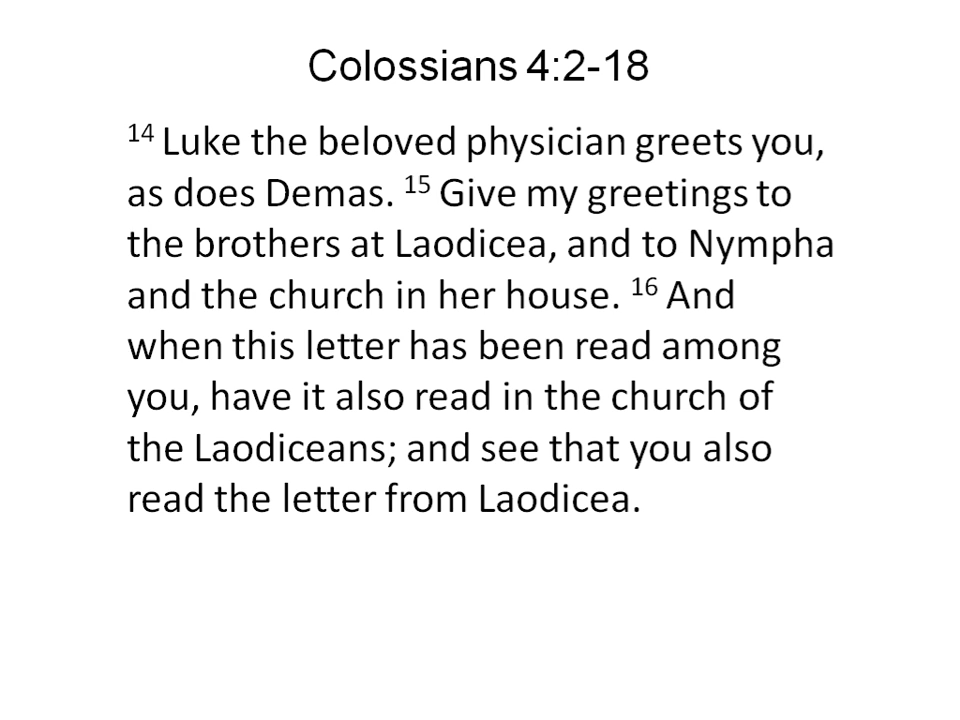 Colossians 4:2-18
14 Luke the beloved physician greets you,
as does Demas. 15 Give my greetings to
the brothers at Laodicea, and to Nympha
and the church in her house. 16 And
when this letter has been read among
you, have it also read in the church of
the Laodiceans; and see that you also
read the letter from Laodicea.